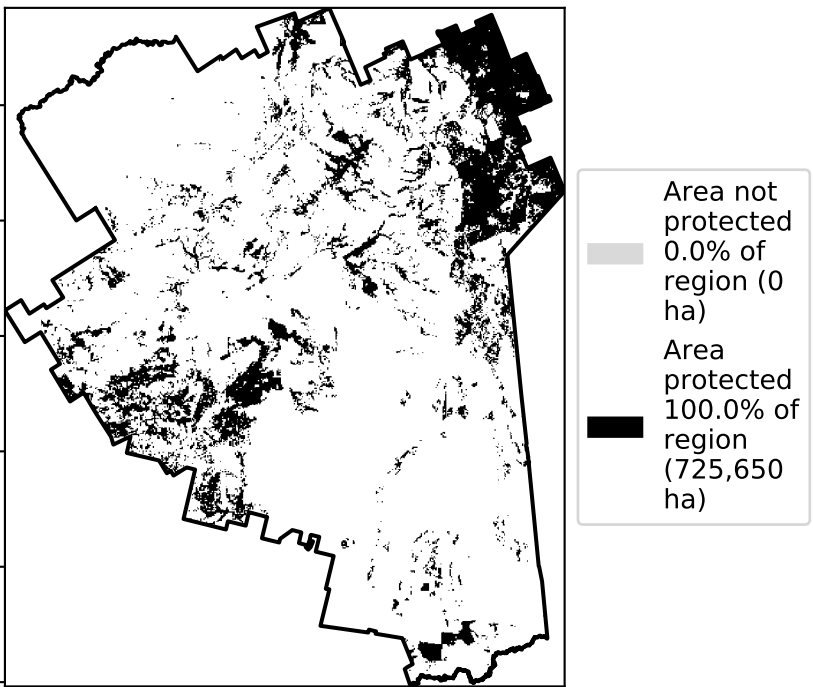 Area not
protected
0.0% of
region (0
ha)
Area
protected
100.0% of
region
(725,650
ha)